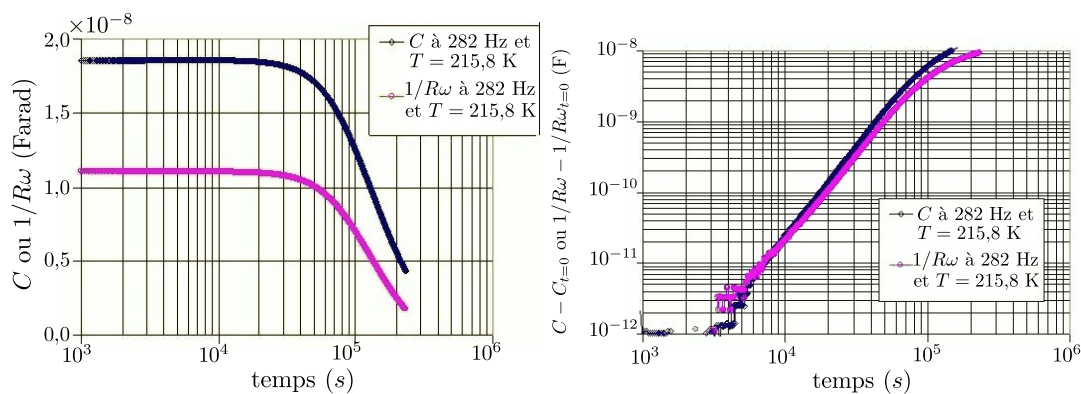 ×10⁻⁸
2,0
1,5
1,0
0,5
0,0
10³
10⁴
10⁵
10⁶
temps (s)
C ou 1/Rω (Farad)
C à 282 Hz et
T = 215,8 K
1/Rω à 282 Hz
et T = 215,8 K
10⁻⁸
10⁻⁹
10⁻¹⁰
10⁻¹¹
10⁻¹²
10³
10⁴
10⁵
10⁶
temps (s)
C − Cₜ₌₀ ou 1/Rω − 1/Rωₜ₌₀ (F)
C à 282 Hz et
T = 215,8 K
1/Rω à 282 Hz
et T = 215,8 K